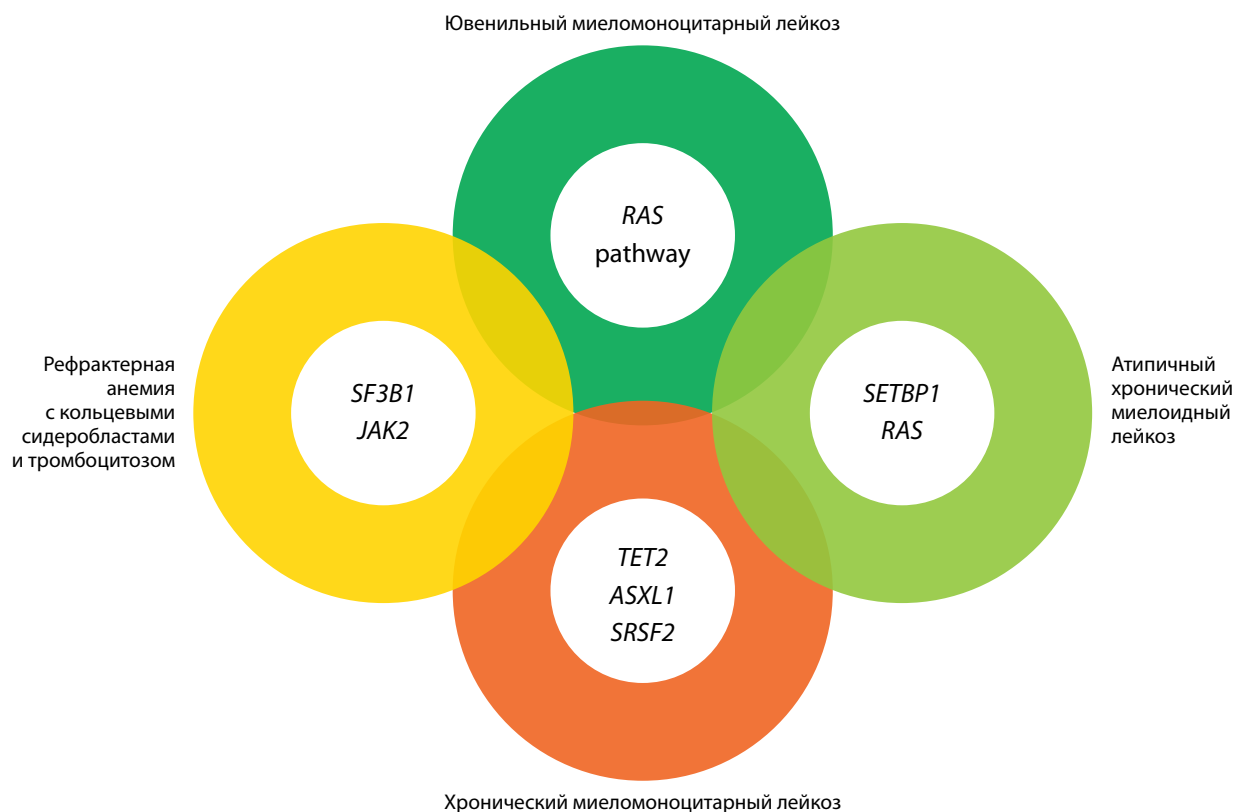 Ювенильный миеломоноцитарный лейкоз
RAS
pathway
Рефрактерная
анемия
с кольцевыми
сидеробластами
и тромбоцитозом
SF3B1
JAK2
SETBP1
RAS
Атипичный
хронический
миелоидный
лейкоз
TET2
ASXL1
SRSF2
Хронический миеломоноцитарный лейкоз